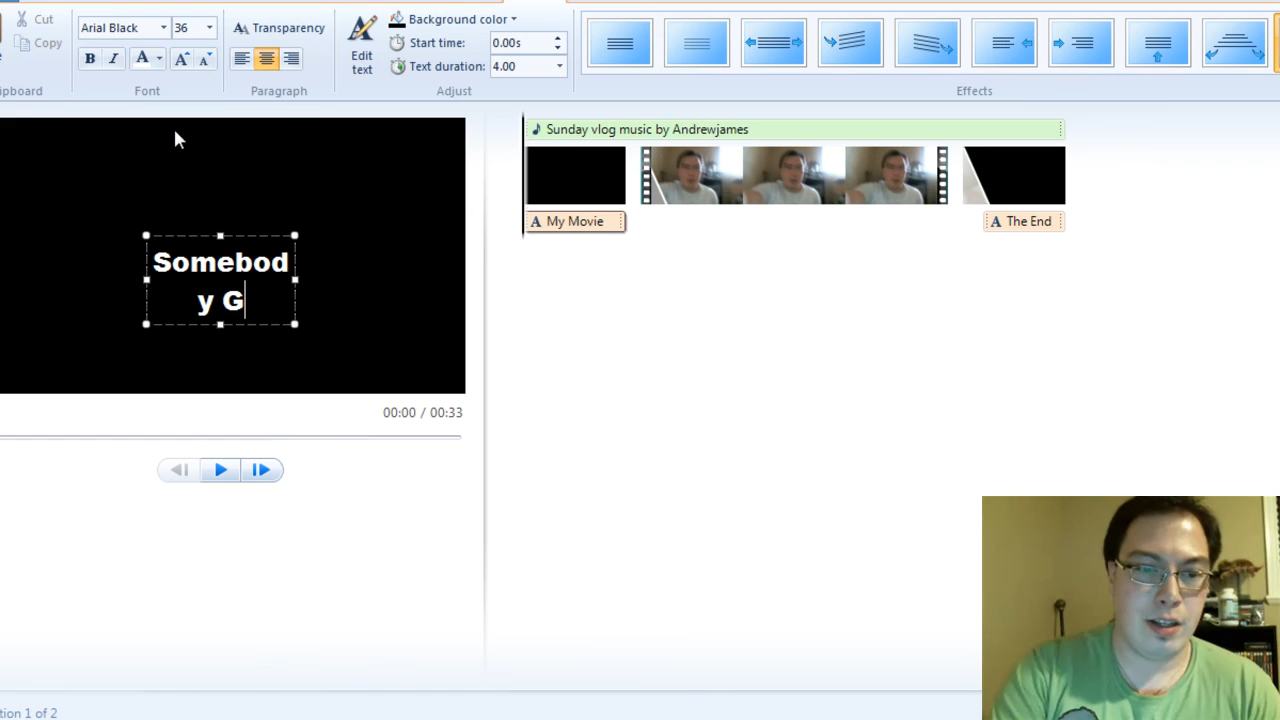 Cut
Copy
ipboard
Arial Black 36
B I A A A
Font
Transparency
Paragraph
Edit
text
Background color
Start time: 0.00s
Text duration: 4.00
Adjust
Effects
Somebod
y G
00:00 / 00:33
Sunday vlog music by Andrewjames
A My Movie
A The End
tion 1 of 2